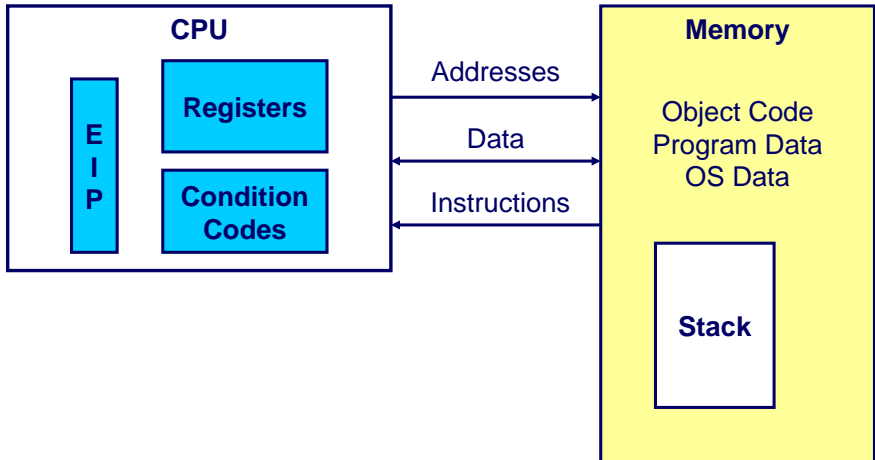 CPU
E
I
P
Registers
Condition
Codes
Addresses
Data
Instructions
Memory
Object Code
Program Data
OS Data
Stack